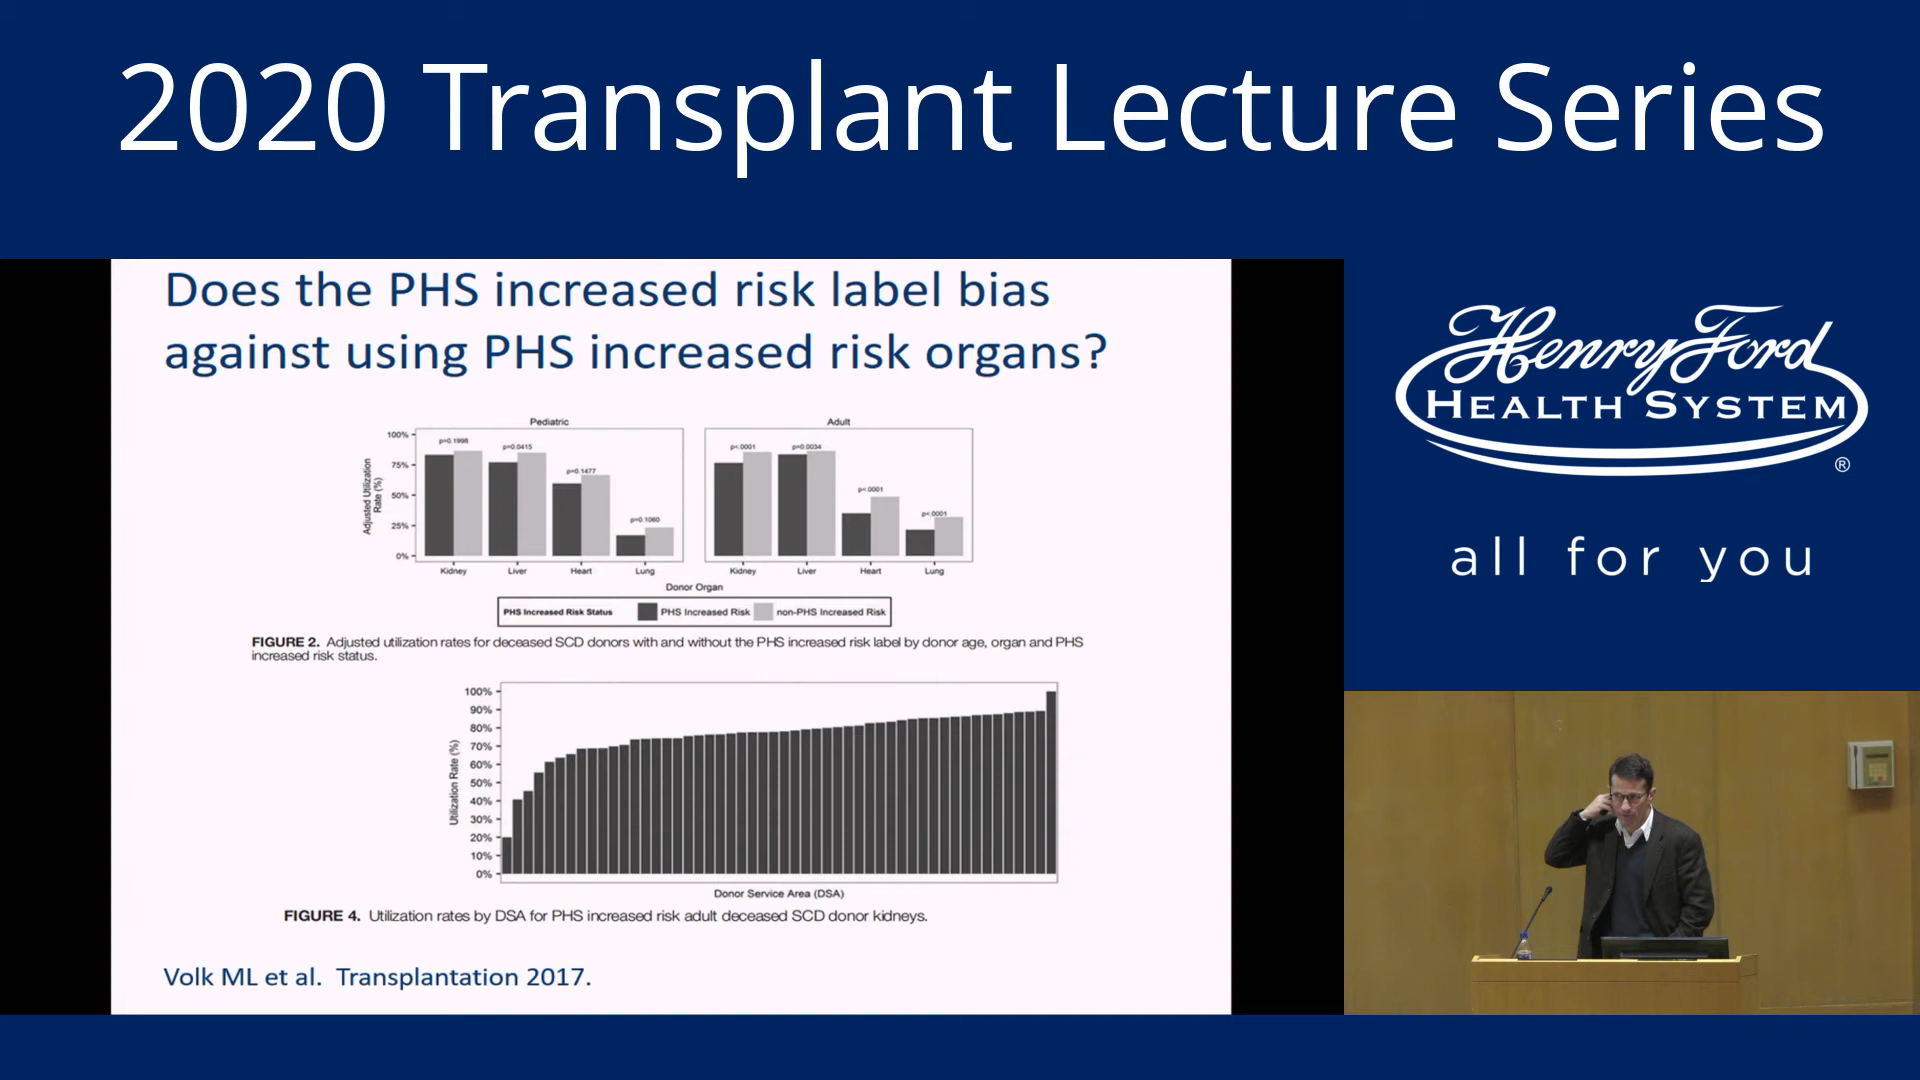 2020 Transplant Lecture Series
Does the PHS increased risk label bias
against using PHS increased risk organs?
Pediatric
Adult
Adjusted Utilization
Rate (%)
100%
75%
50%
25%
0%
p=0.1998
p=0.0415
p=0.1477
p=0.1060
p<.0001
p=0.0034
p<.0001
p<.0001
Kidney Liver Heart Lung
Kidney Liver Heart Lung
Donor Organ
PHS Increased Risk Status PHS Increased Risk non-PHS Increased Risk
FIGURE 2. Adjusted utilization rates for deceased SCD donors with and without the PHS increased risk label by donor age, organ and PHS
increased risk status.
Utilization Rate (%)
100%
90%
80%
70%
60%
50%
40%
30%
20%
10%
0%
Donor Service Area (DSA)
FIGURE 4. Utilization rates by DSA for PHS increased risk adult deceased SCD donor kidneys.
Volk ML et al. Transplantation 2017.
Henry Ford
HEALTH SYSTEM
®
all for you